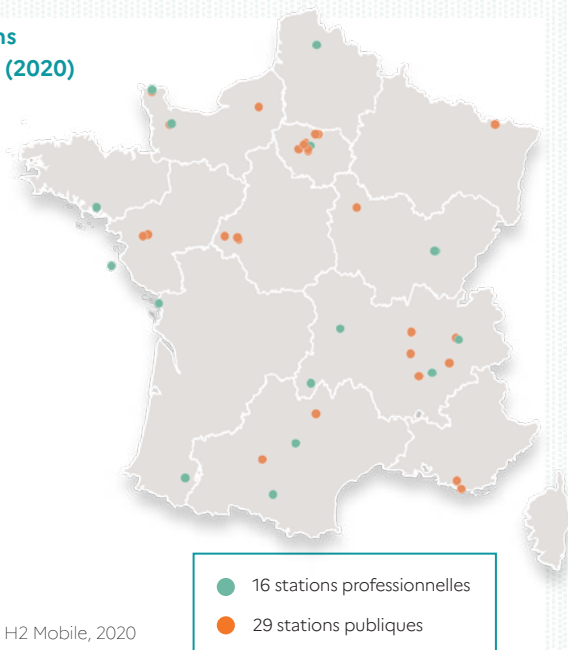 ns
(2020)
16 stations professionnelles
29 stations publiques
H2 Mobile, 2020